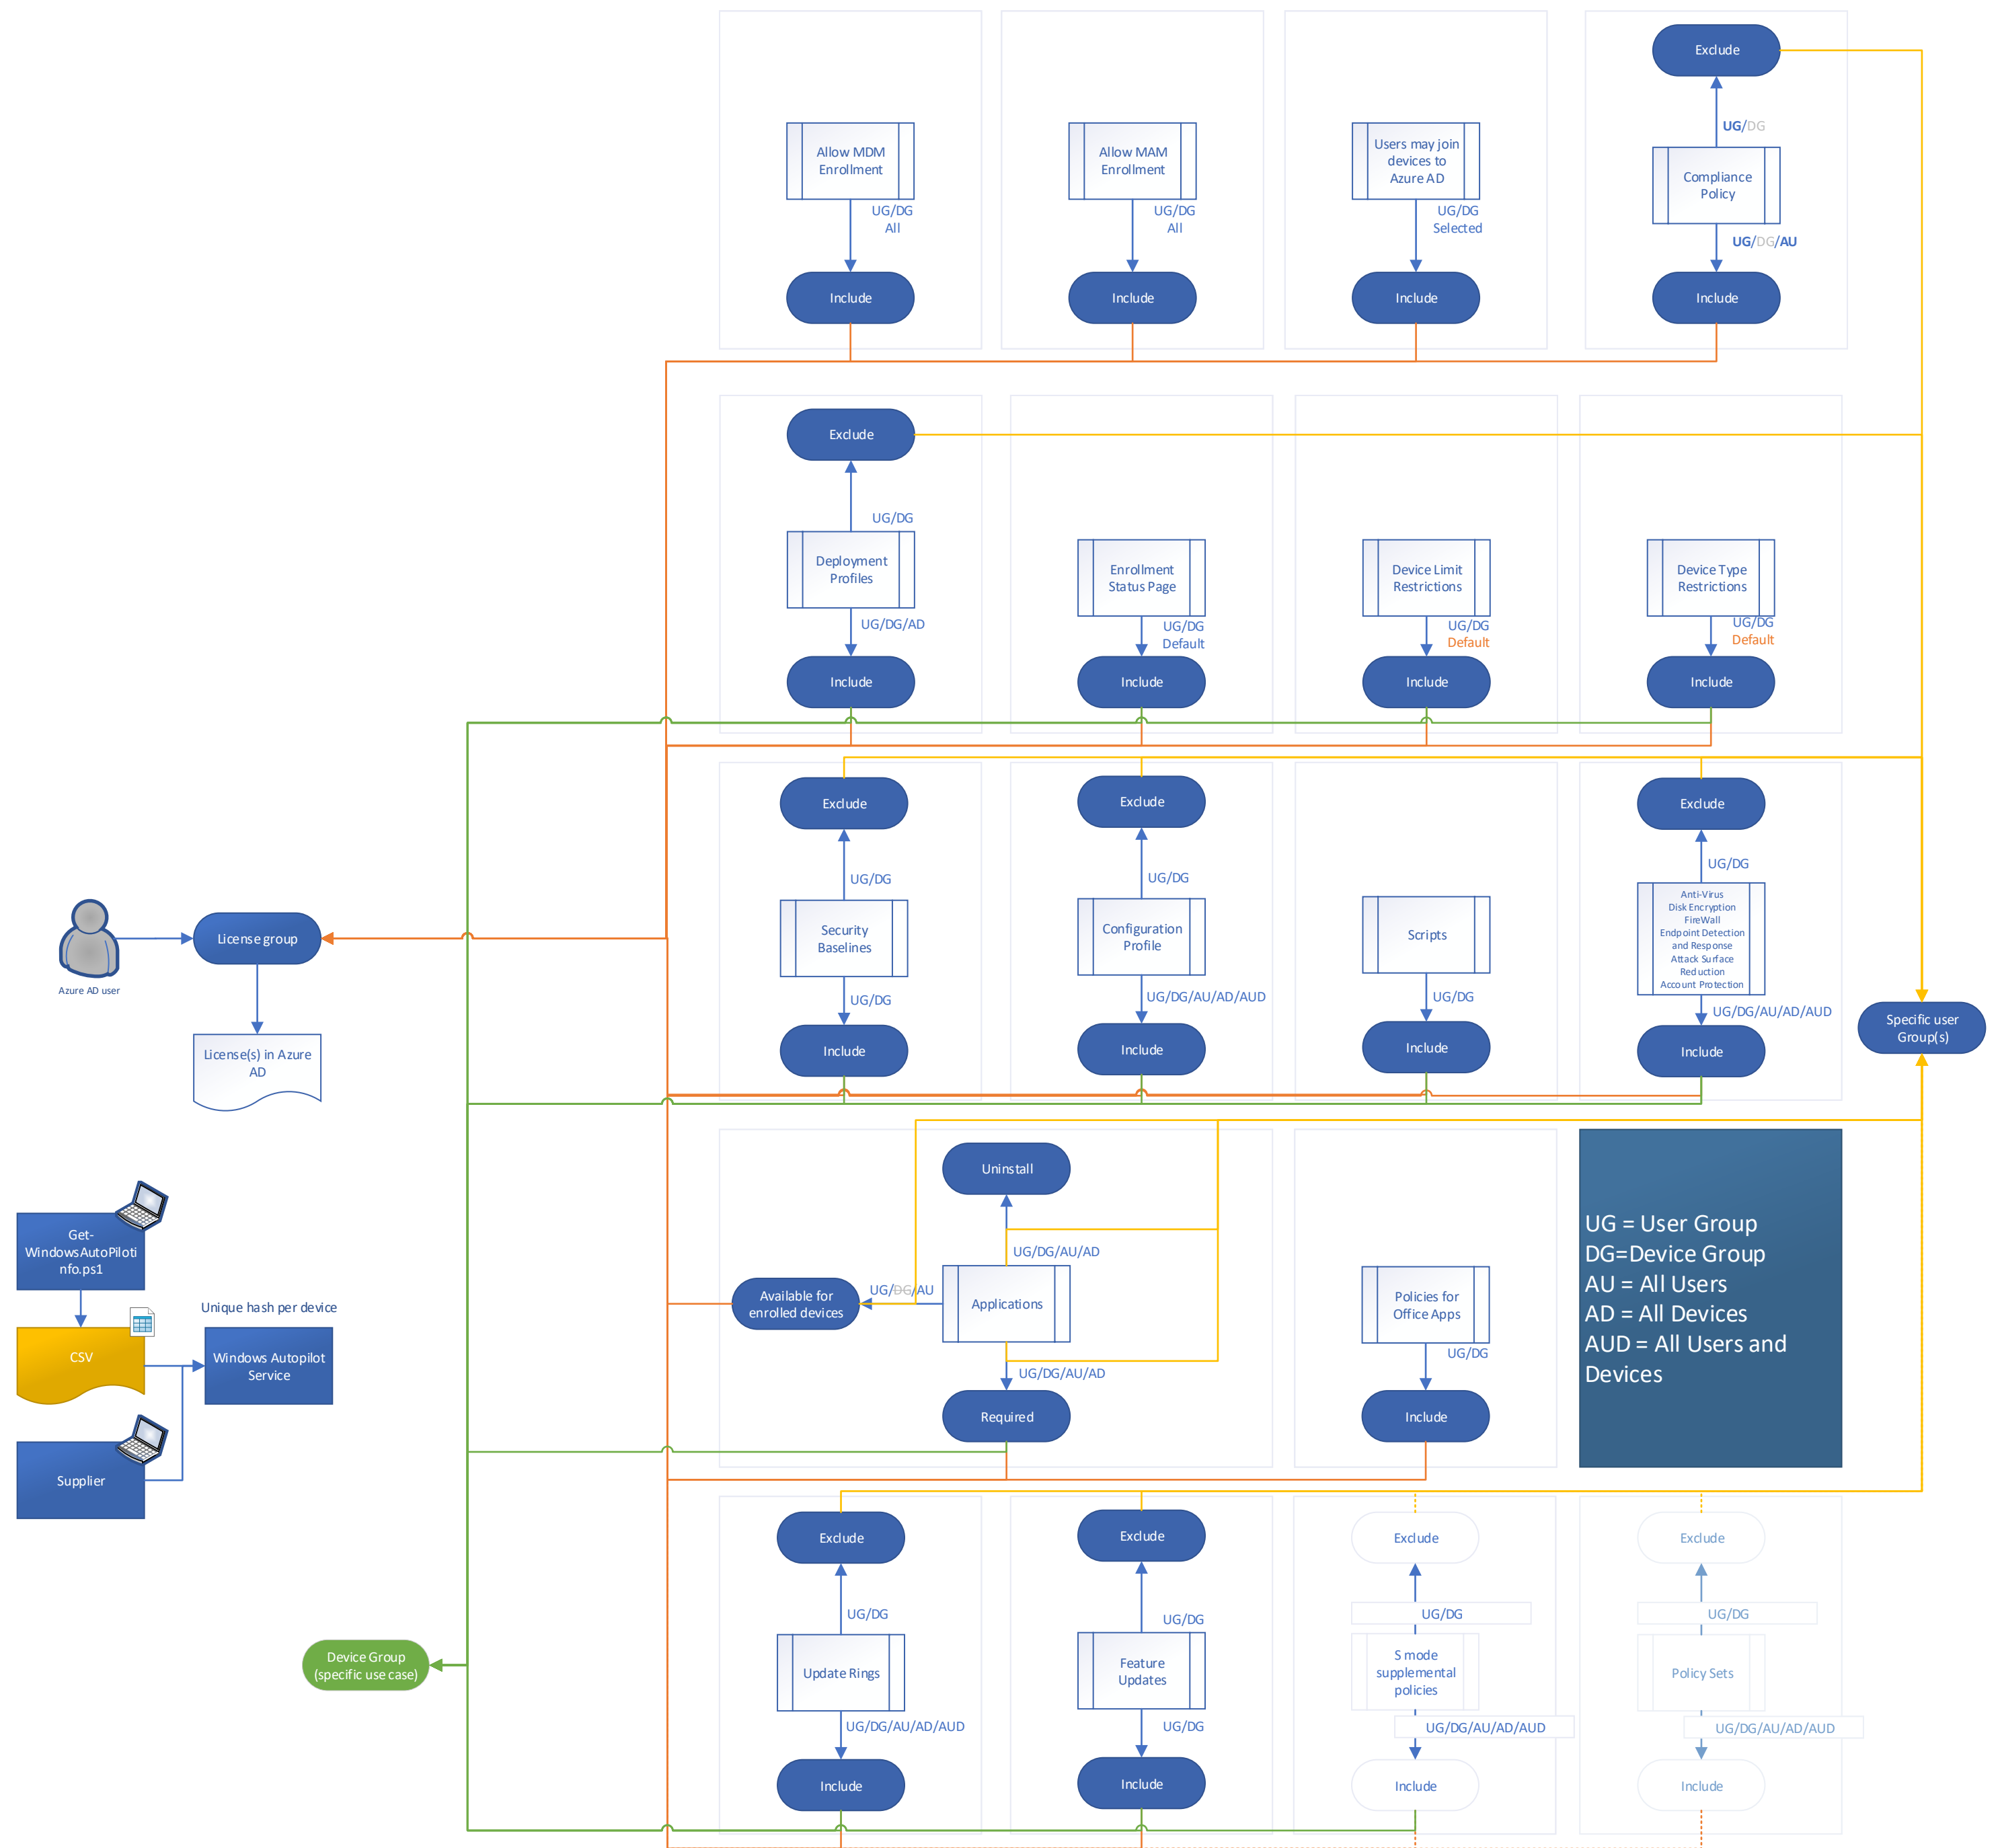 Exclude
UG/DG
Allow MDM
Enrollment
Allow MAM
Enrollment
Users may join
devices to
Azure AD
Compliance
Policy
UG/DG
All
UG/DG
All
UG/DG
Selected
UG/DG/AU
Include
Include
Include
Include
Exclude
UG/DG
Deployment
Profiles
Enrollment
Status Page
Device Limit
Restrictions
Device Type
Restrictions
UG/DG/AD
UG/DG
Default
UG/DG
Default
UG/DG
Default
Include
Include
Include
Include
Exclude
Exclude
Exclude
UG/DG
UG/DG
UG/DG
Azure AD user
License group
License(s) in Azure
AD
Security
Baselines
Configuration
Profile
Scripts
Anti-Virus
Disk Encryption
FireWall
Endpoint Detection
and Response
Attack Surface
Reduction
Account Protection
UG/DG
UG/DG/AU/AD/AUD
UG/DG
UG/DG/AU/AD/AUD
Include
Include
Include
Include
Specific user
Group(s)
Get-
WindowsAutoPiloti
nfo.ps1
Unique hash per device
CSV
Windows Autopilot
Service
Supplier
Uninstall
UG/DG/AU/AD
UG/DG/AU
Available for
enrolled devices
Applications
UG/DG/AU/AD
Required
Policies for
Office Apps
UG/DG
Include
UG = User Group
DG=Device Group
AU = All Users
AD = All Devices
AUD = All Users and
Devices
Exclude
Exclude
Exclude
Exclude
UG/DG
UG/DG
UG/DG
UG/DG
Device Group
(specific use case)
Update Rings
Feature
Updates
S mode
supplemental
policies
Policy Sets
UG/DG/AU/AD/AUD
UG/DG
UG/DG/AU/AD/AUD
UG/DG/AU/AD/AUD
Include
Include
Include
Include